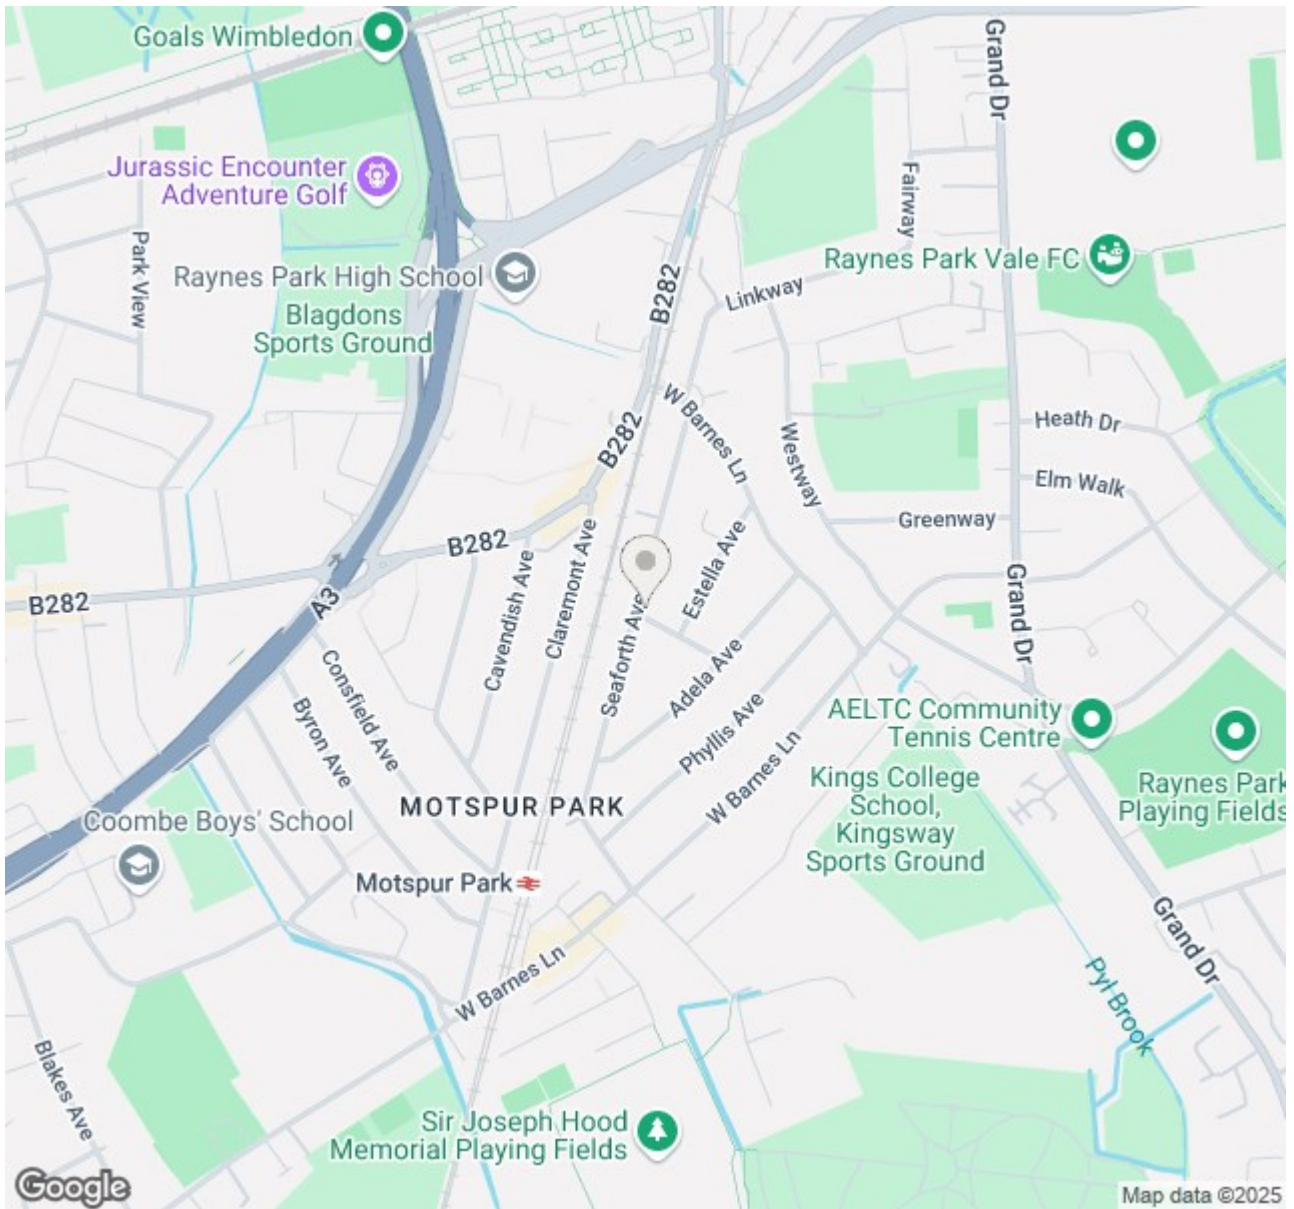 Goals Wimbledon
Grand Dr
Jurassic Encounter
Adventure Golf
Fairway
Park View
Raynes Park High School
Raynes Park Vale FC
Blagdons
Sports Ground
B282
Linkway
W Barnes Ln
B282
Westway
Heath Dr
Elm Walk
Greenway
B282
B282
A3
Cavendish Ave
Claremont Ave
Seaforth Ave
Estella Ave
Grand Dr
Consfield Ave
Byron Ave
Adela Ave
Phyllis Ave
W Barnes Ln
AELTC Community
Tennis Centre
Kings College
School,
Kingsway
Sports Ground
Raynes Park
Playing Fields
MOTSPUR PARK
Coombe Boys' School
Motspur Park
W Barnes Ln
Grand Dr
Pyl Brook
Blakes Ave
Sir Joseph Hood
Memorial Playing Fields
Google
Map data ©2025